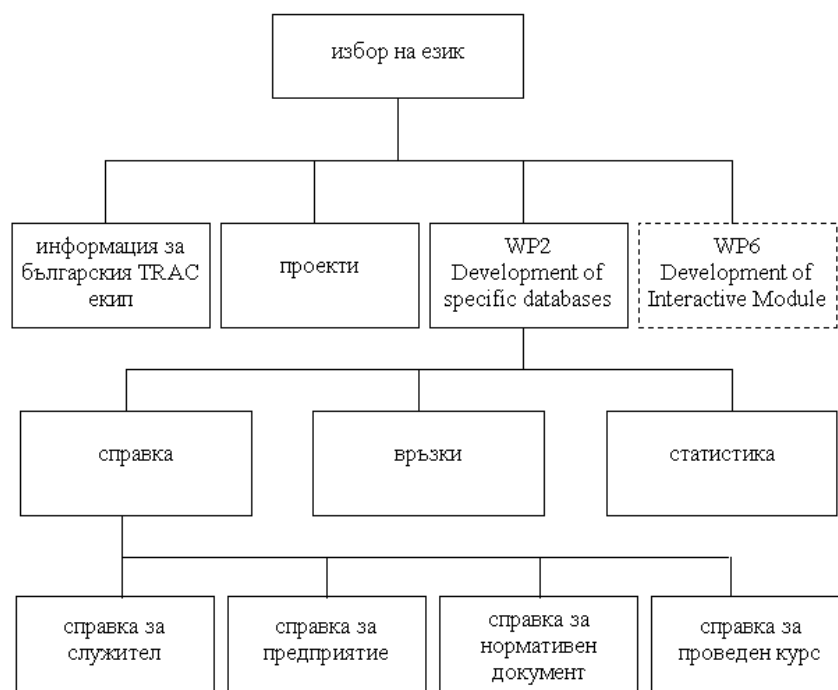 избор на език
информация за
българския TRAC
екип
проекти
WP2
Development of
specific databases
WP6
Development of
Interactive Module
справка
връзки
статистика
справка за
служител
справка за
предприятие
справка за
нормативен
документ
справка за
проведен курс